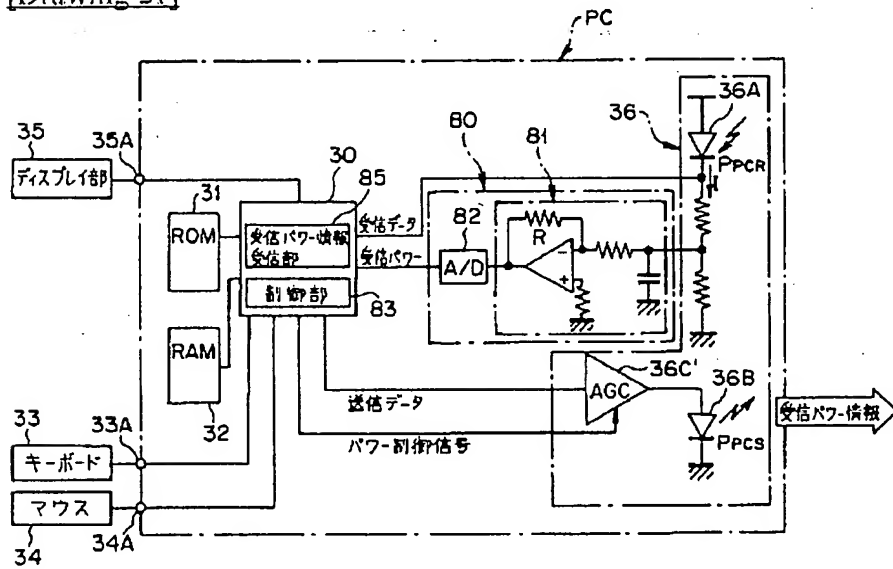 PC
36A
36
80
81
PPCR
35
35A
30
ディスプレイ部
31
85
受信データ
82
R
ROM
受信パワー情報
受信部
受信パワー
A/D
-
+
制御部
83
RAM
36C'
AGC
36B
32
送信データ
受信パワー情報
33
33A
パワー制御信号
PPCS
キーボード
マウス
34
34A